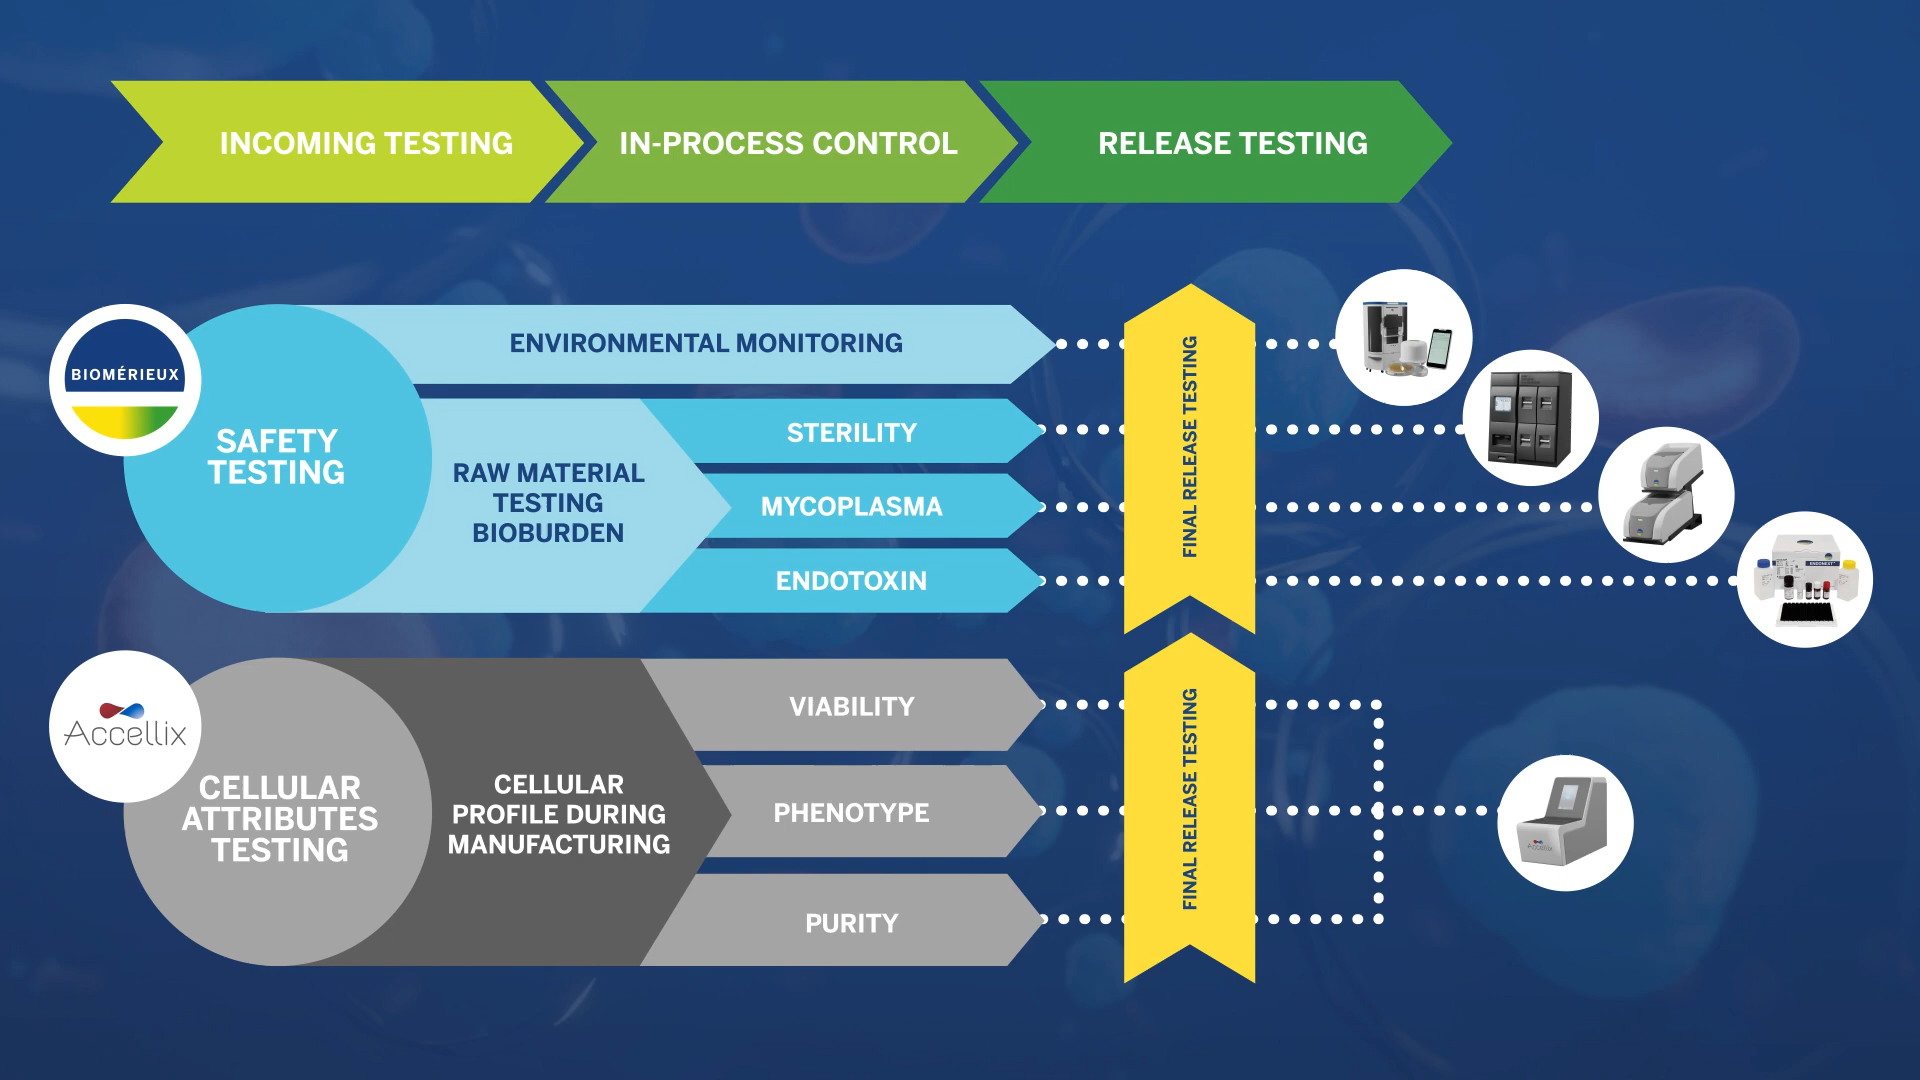 INCOMING TESTING
IN-PROCESS CONTROL
RELEASE TESTING
BIOMÉRIEUX
SAFETY
TESTING
ENVIRONMENTAL MONITORING
RAW MATERIAL
TESTING
BIOBURDEN
STERILITY
MYCOPLASMA
ENDOTOXIN
FINAL RELEASE TESTING
Accellix
CELLULAR
ATTRIBUTES
TESTING
CELLULAR
PROFILE DURING
MANUFACTURING
VIABILITY
PHENOTYPE
PURITY
FINAL RELEASE TESTING
Accellix